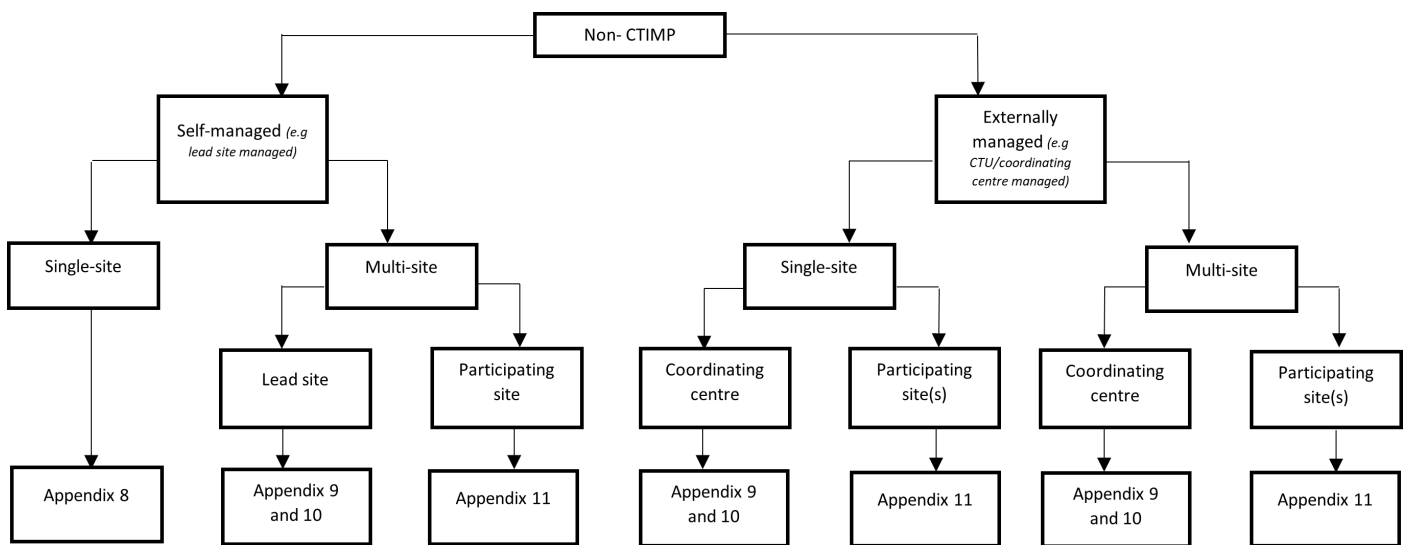 Non- CTIMP
Self-managed (e.g
lead site managed)
Externally
managed (e.g
CTU/coordinating
centre managed)
Single-site
Multi-site
Single-site
Multi-site
Lead site
Participating
site
Coordinating
centre
Participating
site(s)
Coordinating
centre
Participating
site(s)
Appendix 8
Appendix 9
and 10
Appendix 11
Appendix 9
and 10
Appendix 11
Appendix 9
and 10
Appendix 11